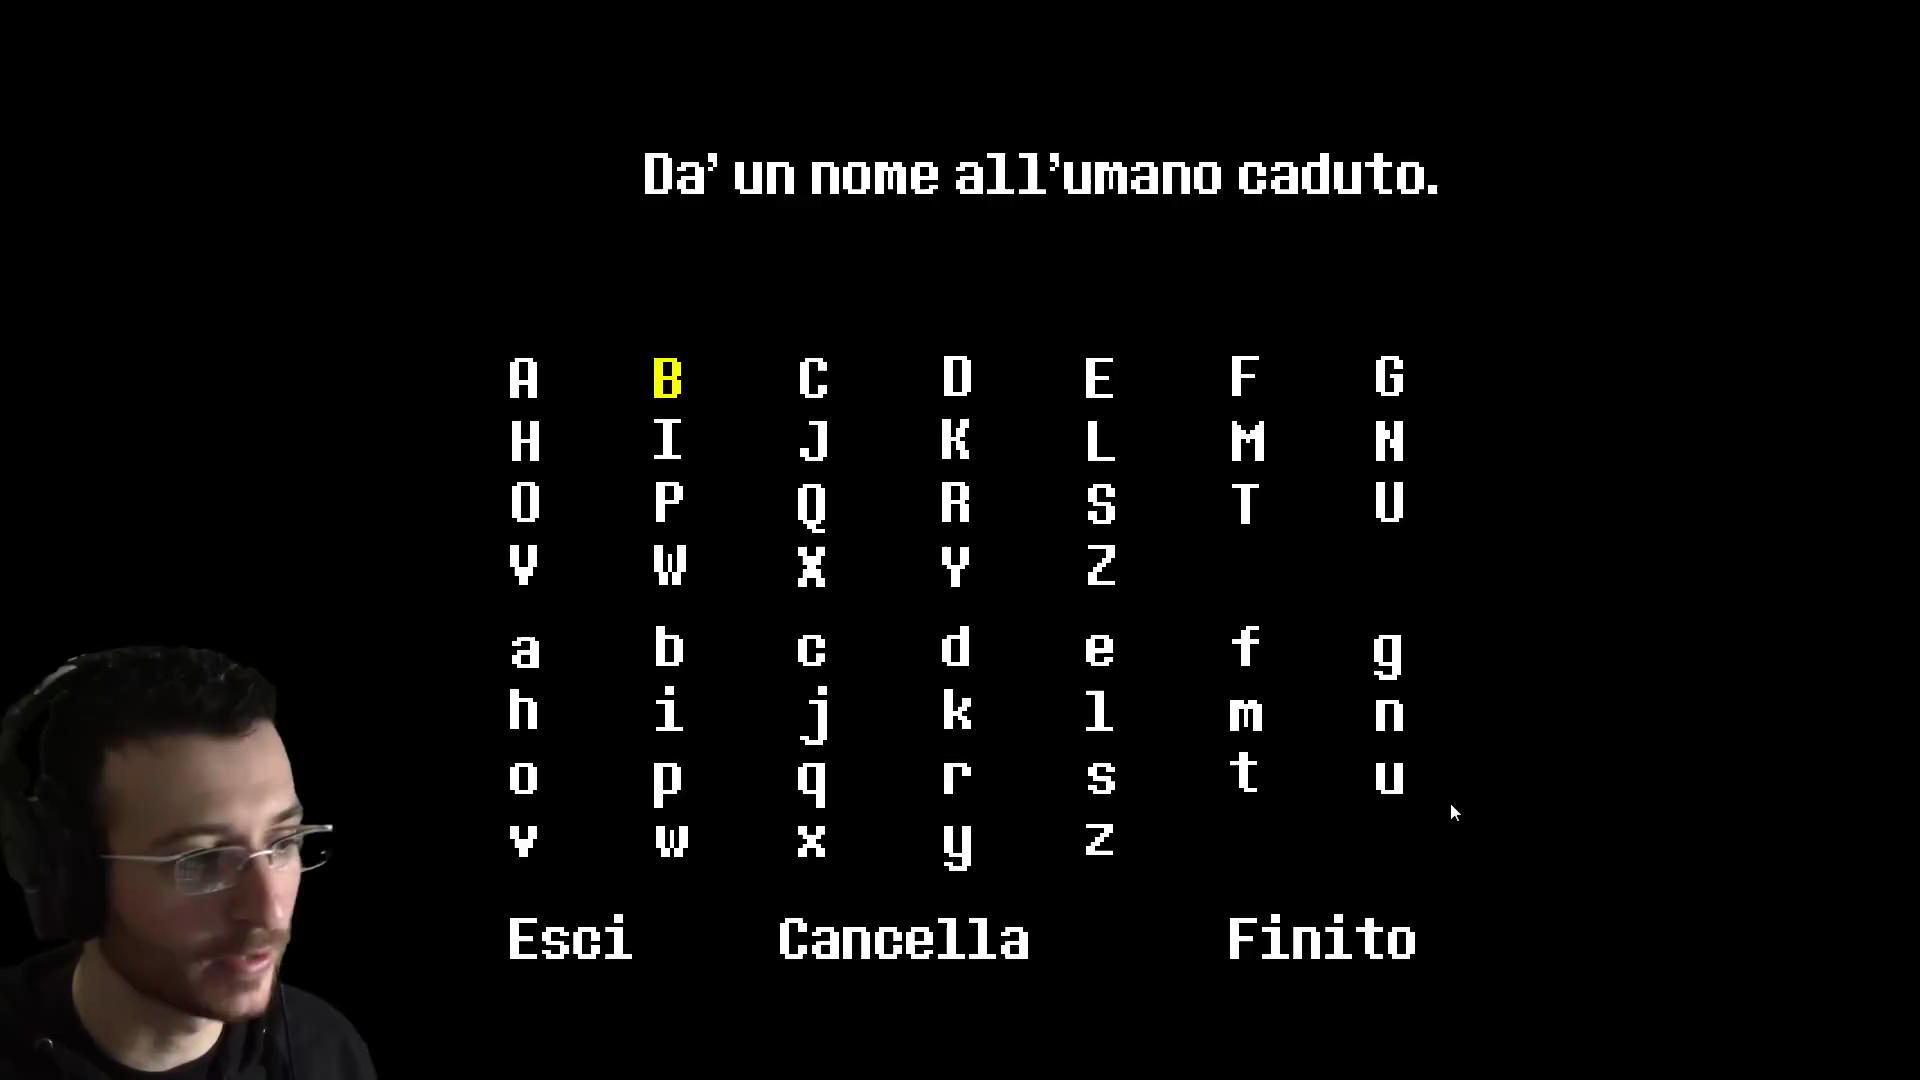 Da' un nome all'umano caduto.
A B C D E F G
H I J K L M N
O P Q R S T U
V W X Y Z
a b c d e f g
h i j k l m n
o p q r s t u
v w x y z
Esci Cancella Finito